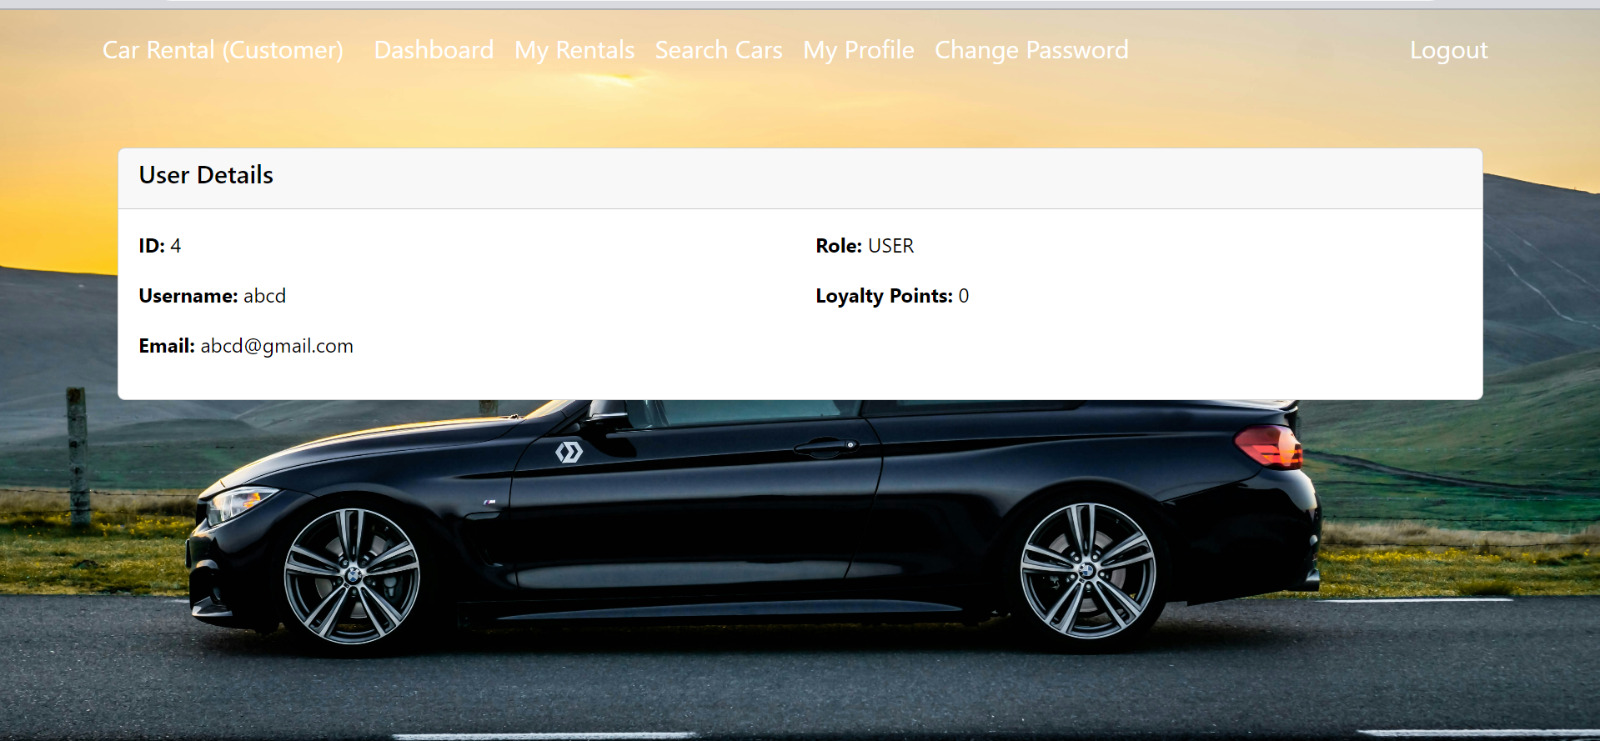 Car Rental (Customer) Dashboard My Rentals Search Cars My Profile Change Password Logout
User Details
ID: 4
Role: USER
Username: abcd
Loyalty Points: 0
Email: abcd@gmail.com